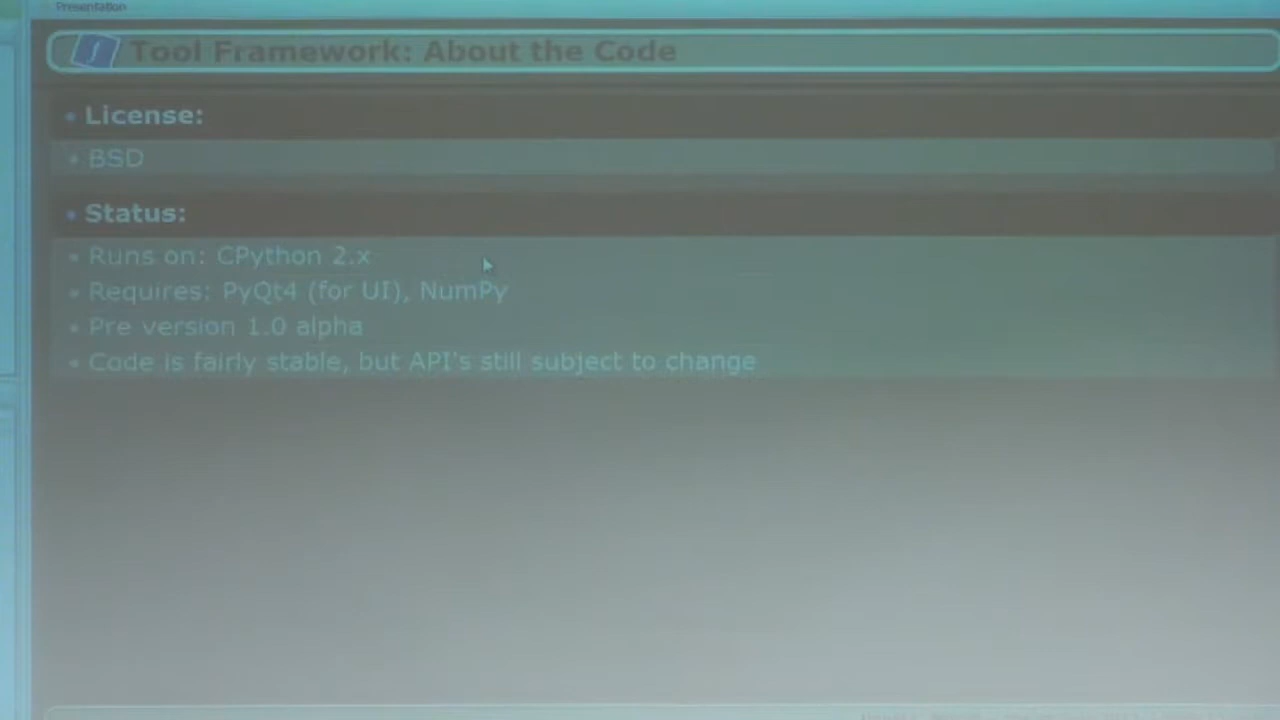 Presentation
Tool Framework: About the Code
• License:
• BSD
• Status:
• Runs on: CPython 2.x
• Requires: PyQt4 (for UI), NumPy
• Pre version 1.0 alpha
• Code is fairly stable, but API's still subject to change